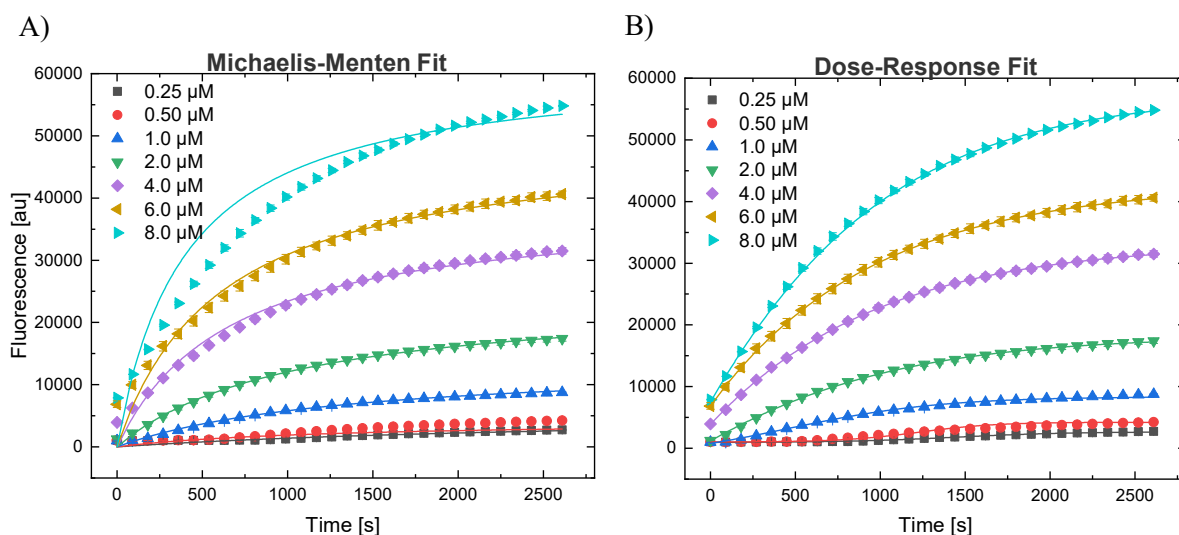 A)
Michaelis-Menten Fit
60000
50000
40000
30000
20000
10000
0
Fluorescence [au]
0.25 µM
0.50 µM
1.0 µM
2.0 µM
4.0 µM
6.0 µM
8.0 µM
0 500 1000 1500 2000 2500
Time [s]
B)
Dose-Response Fit
60000
50000
40000
30000
20000
10000
0
0.25 µM
0.50 µM
1.0 µM
2.0 µM
4.0 µM
6.0 µM
8.0 µM
0 500 1000 1500 2000 2500
Time [s]